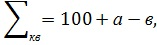 ∑кв = 100 + а − в,